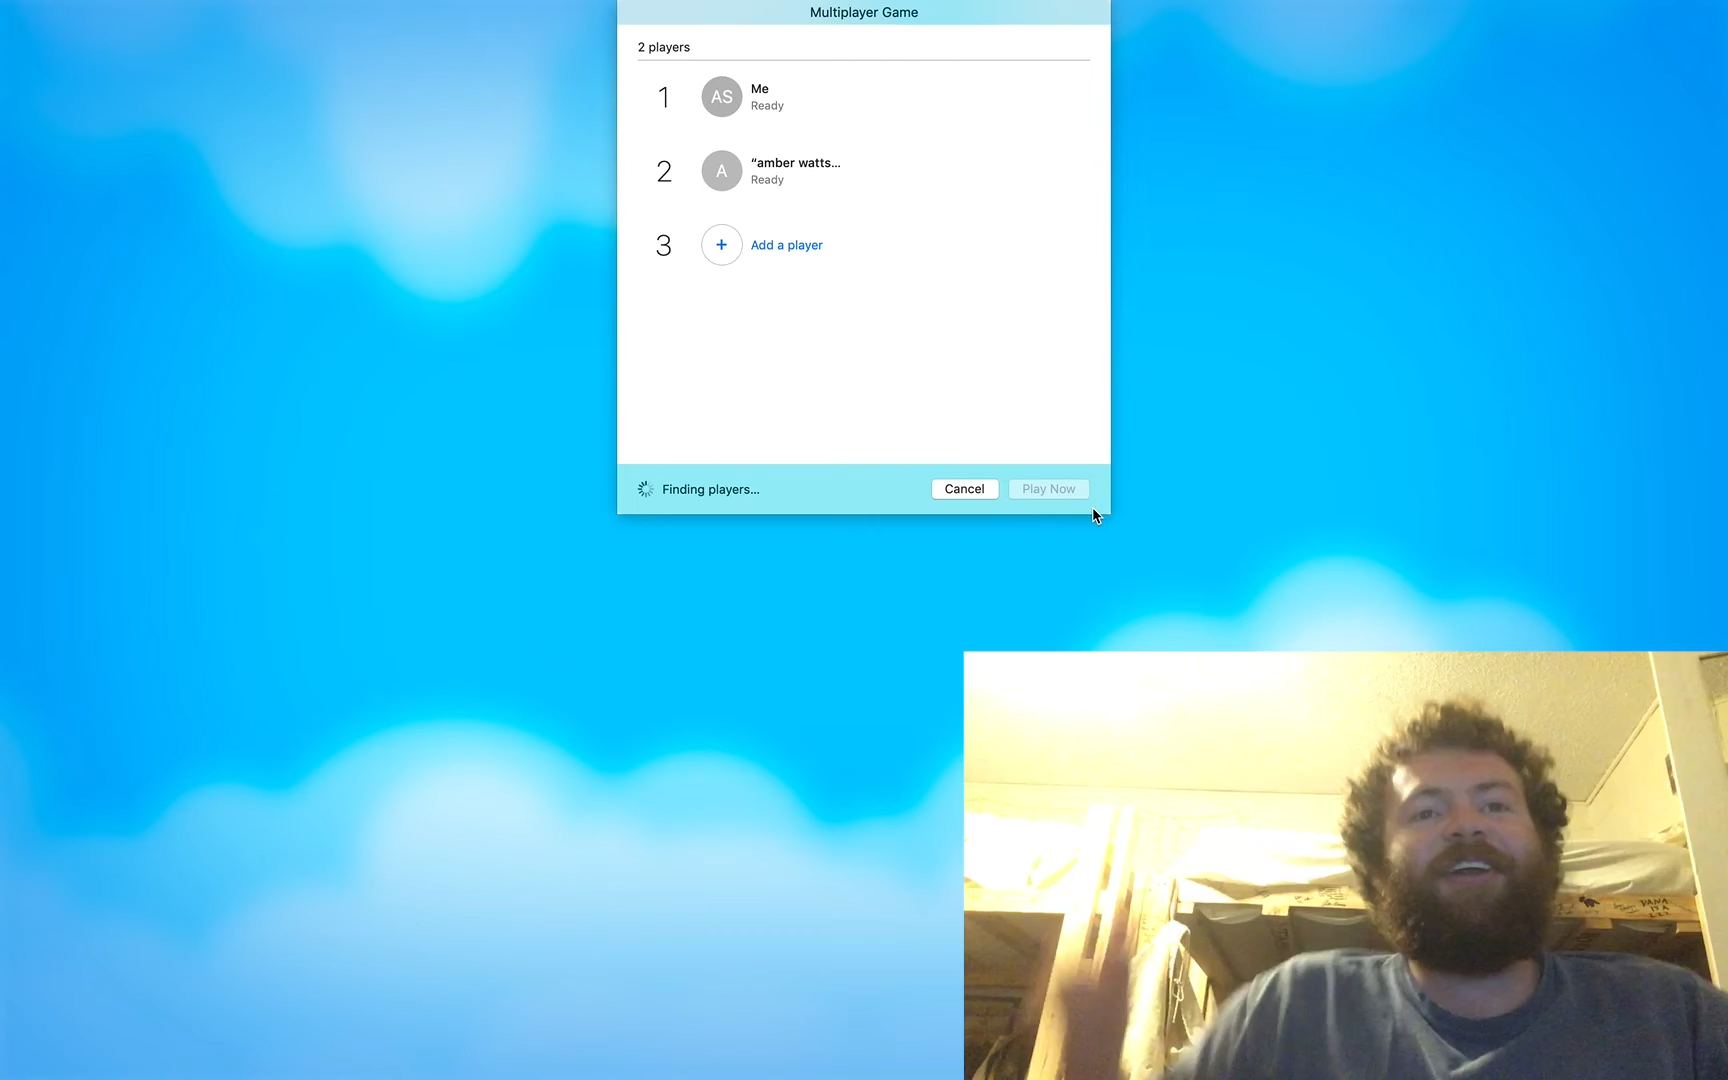 Multiplayer Game
2 players
1
AS
Me
Ready
2
A
“amber watts...
Ready
3
+
Add a player
Finding players...
Cancel
Play Now